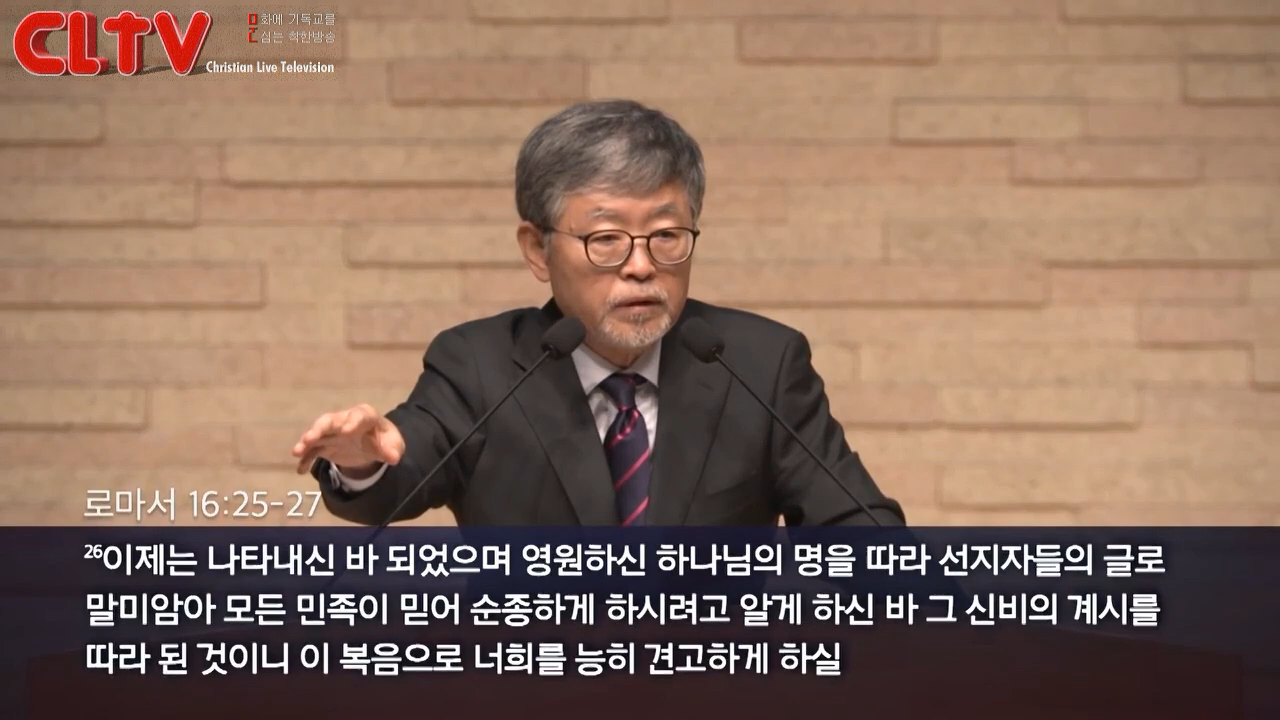 CLTV
문화에 기독교를
심는 착한방송
Christian Live Television
로마서 16:25-27
26이제는 나타내신 바 되었으며 영원하신 하나님의 명을 따라 선지자들의 글로
말미암아 모든 민족이 믿어 순종하게 하시려고 알게 하신 바 그 신비의 계시를
따라 된 것이니 이 복음으로 너희를 능히 견고하게 하실